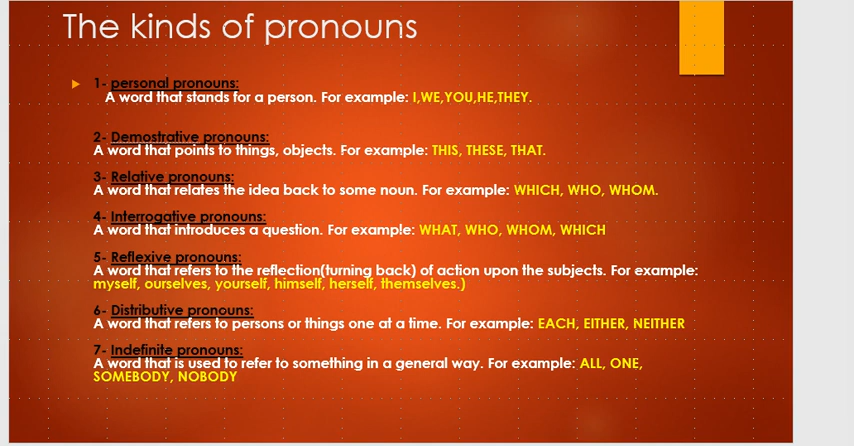 The kinds of pronouns
1- personal pronouns:
A word that stands for a person. For example: I,WE,YOU,HE,THEY.
2- Demostrative pronouns:
A word that points to things, objects. For example: THIS, THESE, THAT.
3- Relative pronouns:
A word that relates the idea back to some noun. For example: WHICH, WHO, WHOM.
4- Interrogative pronouns:
A word that introduces a question. For example: WHAT, WHO, WHOM, WHICH
5- Reflexive pronouns:
A word that refers to the reflection(turning back) of action upon the subjects. For example:
myself, ourselves, yourself, himself, herself, themselves.)
6- Distributive pronouns:
A word that refers to persons or things one at a time. For example: EACH, EITHER, NEITHER
7- Indefinite pronouns:
A word that is used to refer to something in a general way. For example: ALL, ONE,
SOMEBODY, NOBODY